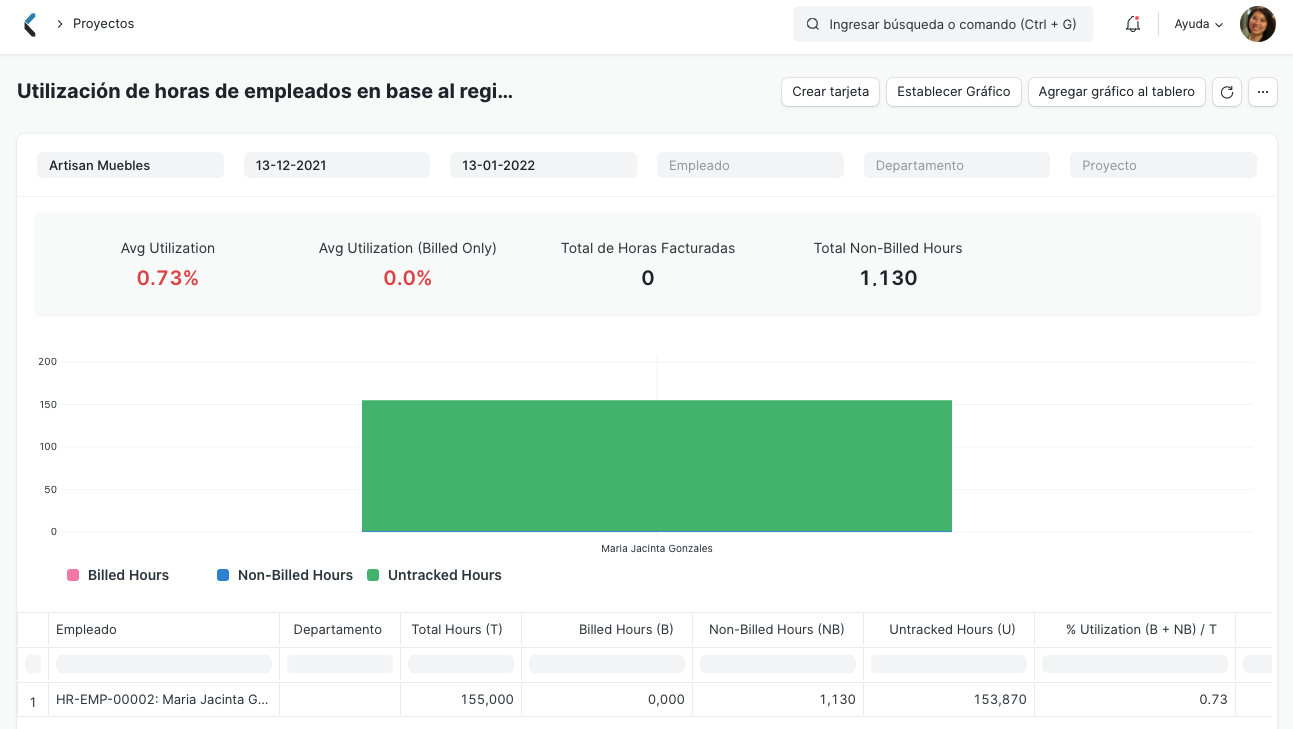 Proyectos
Ingresar búsqueda o comando (Ctrl + G)
Ayuda
Utilización de horas de empleados en base al regi...
Crear tarjeta
Establecer Gráfico
Agregar gráfico al tablero
Artisan Muebles
13-12-2021
13-01-2022
Empleado
Departamento
Proyecto
Avg Utilization
0.73%
Avg Utilization (Billed Only)
0.0%
Total de Horas Facturadas
0
Total Non-Billed Hours
1,130
200
150
100
50
0
Maria Jacinta Gonzales
Billed Hours
Non-Billed Hours
Untracked Hours
Empleado Departamento Total Hours (T) Billed Hours (B) Non-Billed Hours (NB) Untracked Hours (U) % Utilization (B + NB) / T
1 HR-EMP-00002: Maria Jacinta G... 155,000 0,000 1,130 153,870 0.73